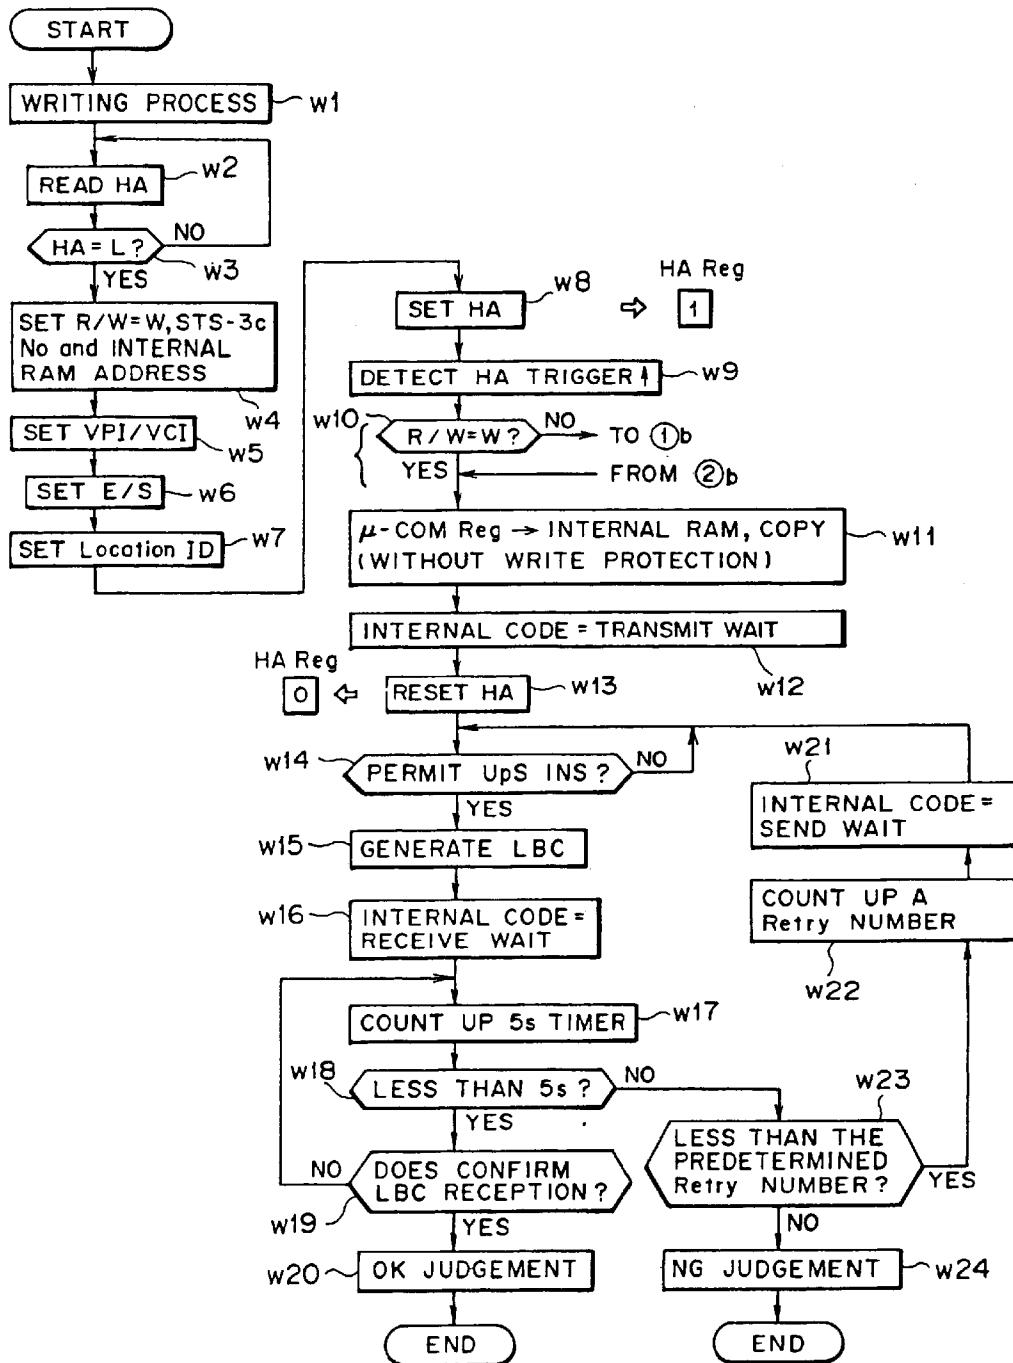 START
WRITING PROCESS
w1
READ HA
w2
HA = L ?
NO
w3
YES
SET R/W=W, STS-3c
No and INTERNAL
RAM ADDRESS
w4
SET VPI/VCI
w5
SET E/S
w6
SET Location ID
w7
SET HA
w8
HA Reg
1
DETECT HA TRIGGER ↑
w9
w10
R/W=W ?
NO
TO ①b
YES
FROM ②b
μ-COM Reg → INTERNAL RAM, COPY
(WITHOUT WRITE PROTECTION)
w11
INTERNAL CODE = TRANSMIT WAIT
w12
HA Reg
0
RESET HA
w13
w14
PERMIT UpS INS ?
NO
YES
w15
GENERATE LBC
w16
INTERNAL CODE =
RECEIVE WAIT
COUNT UP 5s TIMER
w17
w18
LESS THAN 5s ?
NO
YES
NO
DOES CONFIRM
LBC RECEPTION ?
w19
YES
w20
OK JUDGEMENT
END
w21
INTERNAL CODE =
SEND WAIT
COUNT UP A
Retry NUMBER
w22
w23
LESS THAN THE
PREDETERMINED
Retry NUMBER ?
YES
NO
NG JUDGEMENT
w24
END